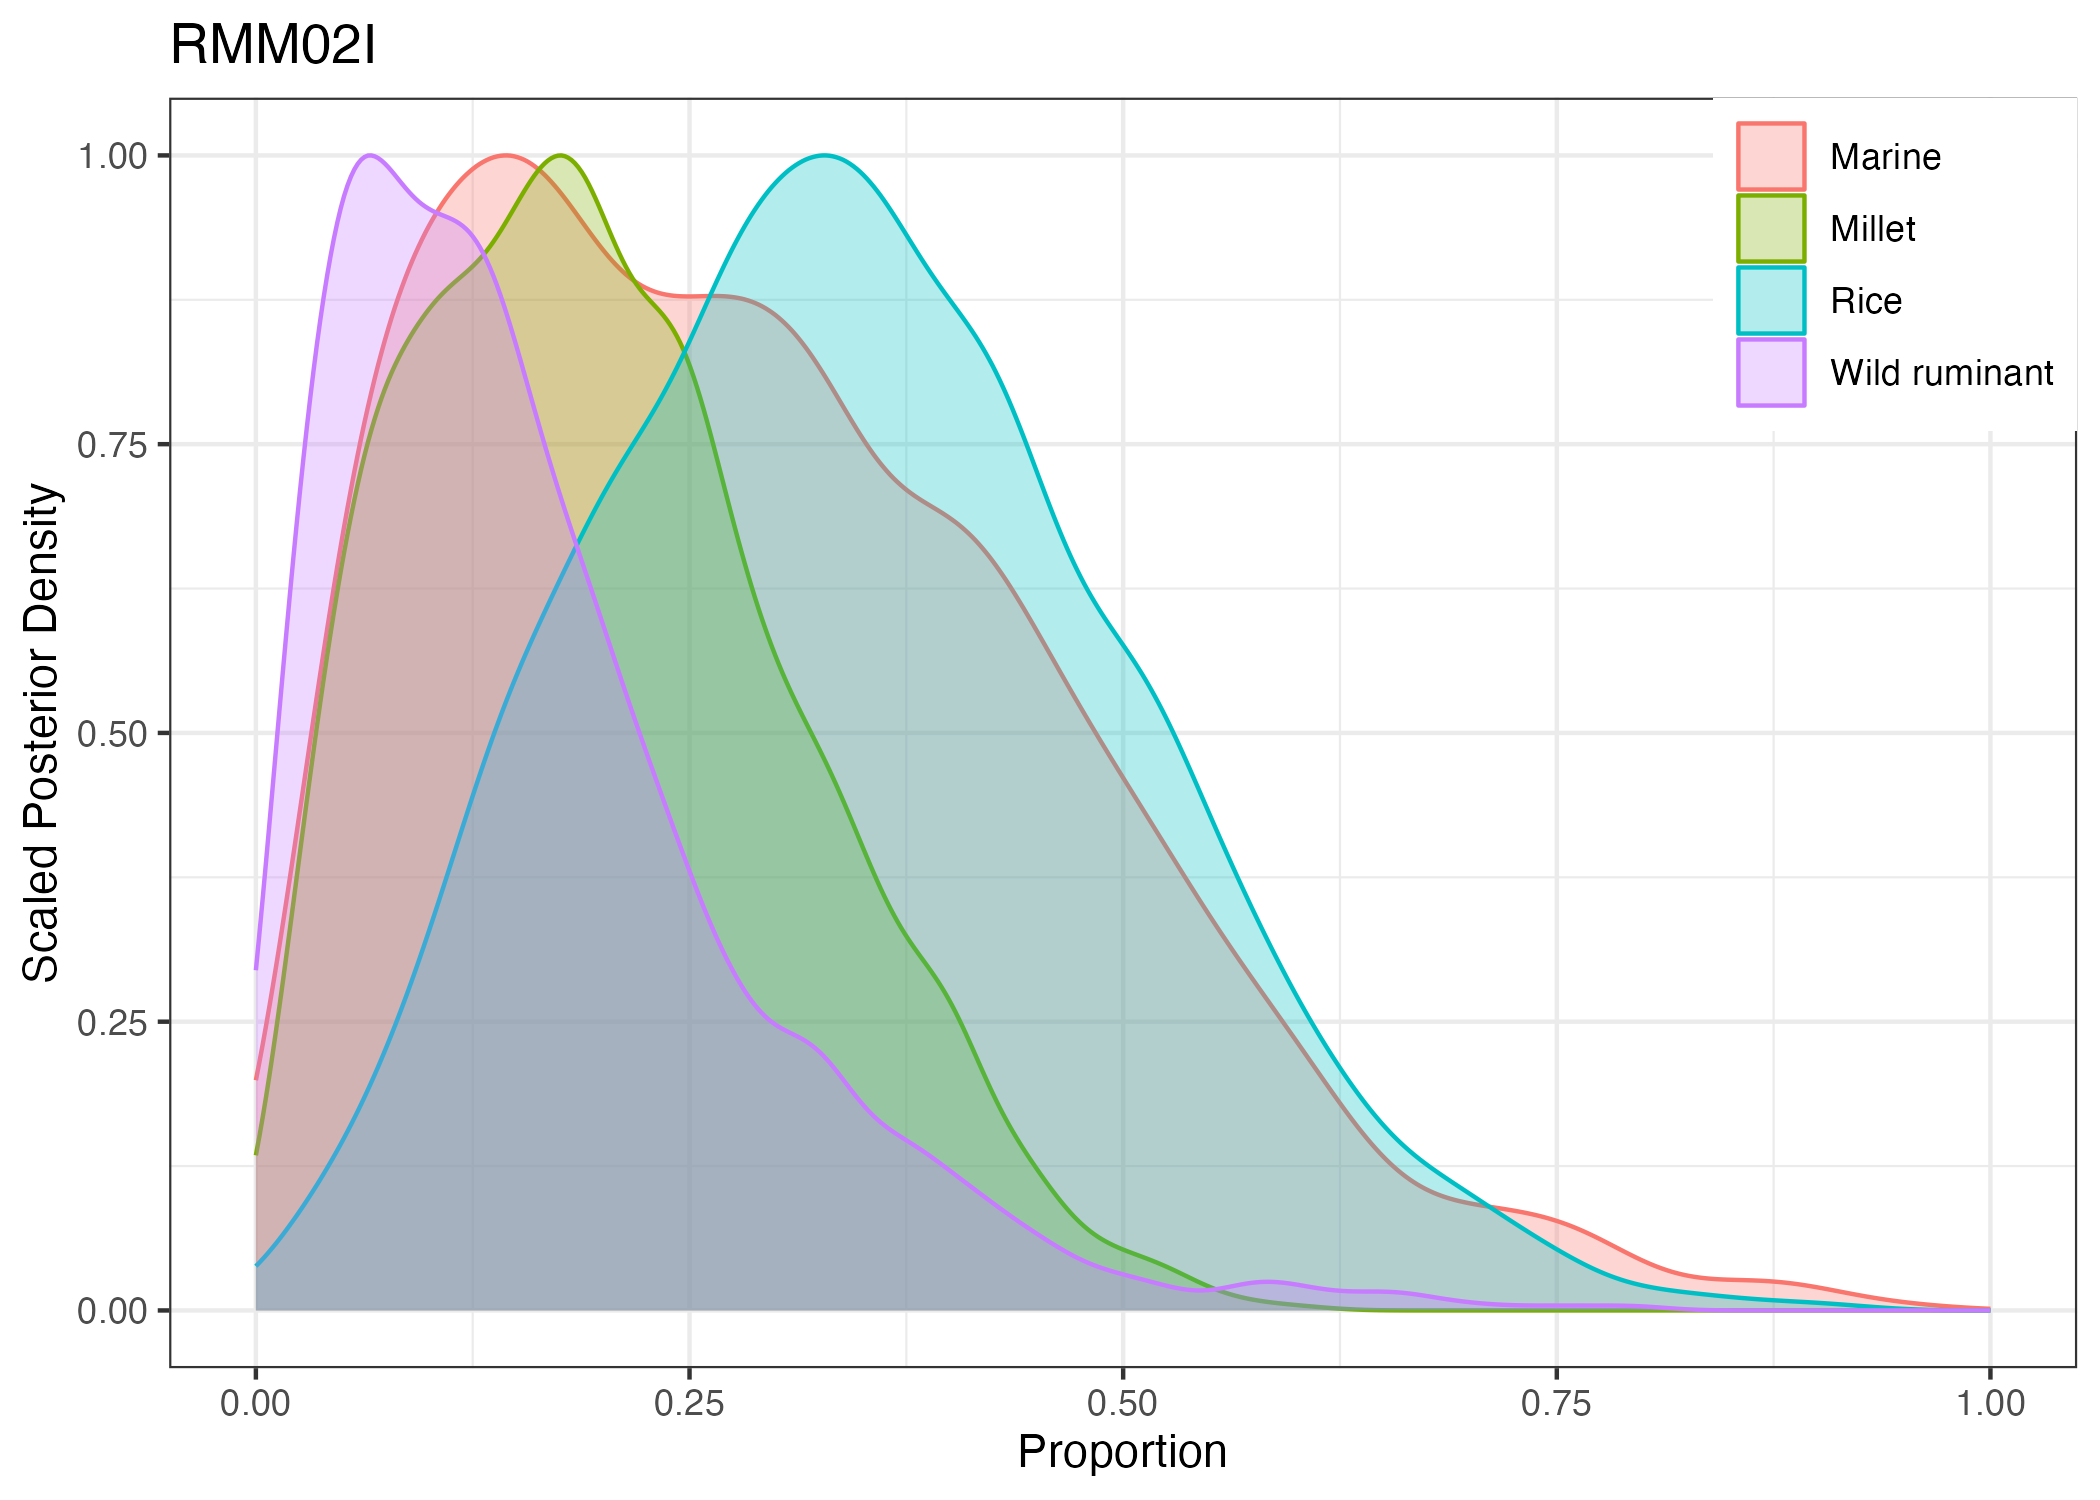 RMM02I
Marine
Millet
Rice
Wild ruminant
Scaled Posterior Density
1.00
0.75
0.50
0.25
0.00
0.00 0.25 0.50 0.75 1.00
Proportion